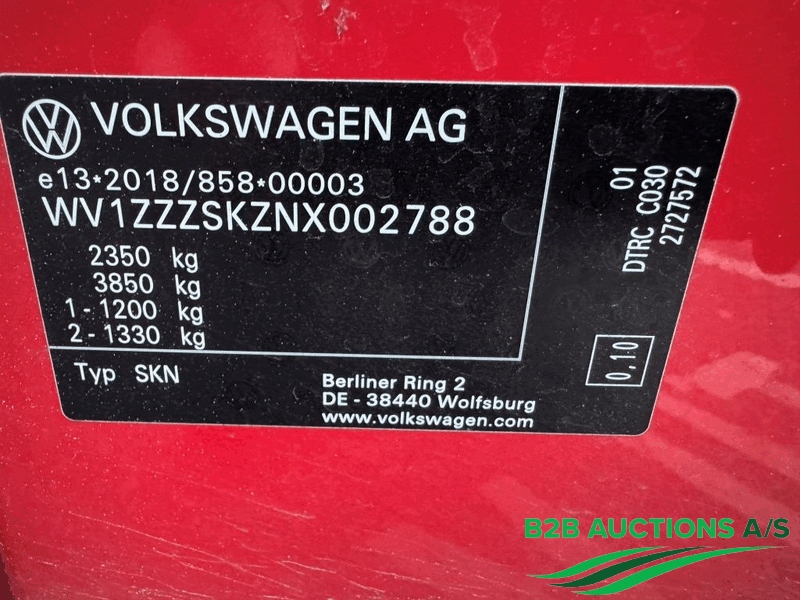 VOLKSWAGEN AG
e13*2018/858*00003
WV1ZZZSKZNX002788
2350 kg
3850 kg
1 - 1200 kg
2 - 1330 kg
Typ SKN
Berliner Ring 2
DE - 38440 Wolfsburg
www.volkswagen.com
01
DTRC C030
2727572
0,10
B2B AUCTIONS A/S